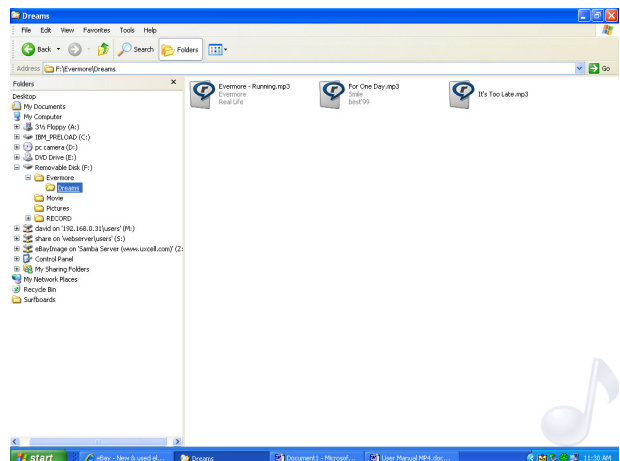 Dreams
File Edit View Favorites Tools Help
Back Search Folders
Address F:\Evermore\Dreams Go
Folders
Desktop
My Documents
My Computer
3½ Floppy (A:)
IBM_PRELOAD (C:)
pc camera (D:)
DVD Drive (E:)
Removable Disk (F:)
Evermore
Dreams
Movie
Pictures
RECORD
david on '192.168.0.31\users' (M:)
share on 'webserver\users' (S:)
eBayImage on 'Samba Server (www.uxcell.com)' (Z:
Control Panel
My Sharing Folders
My Network Places
Recycle Bin
Surfboards
Evermore - Running.mp3
Evermore
Real Life
For One Day.mp3
Smile
best'99
It's Too Late.mp3
start eBay - New & used el... Dreams Document1 - Microsof... User Manual MP4.doc... 11:30 AM